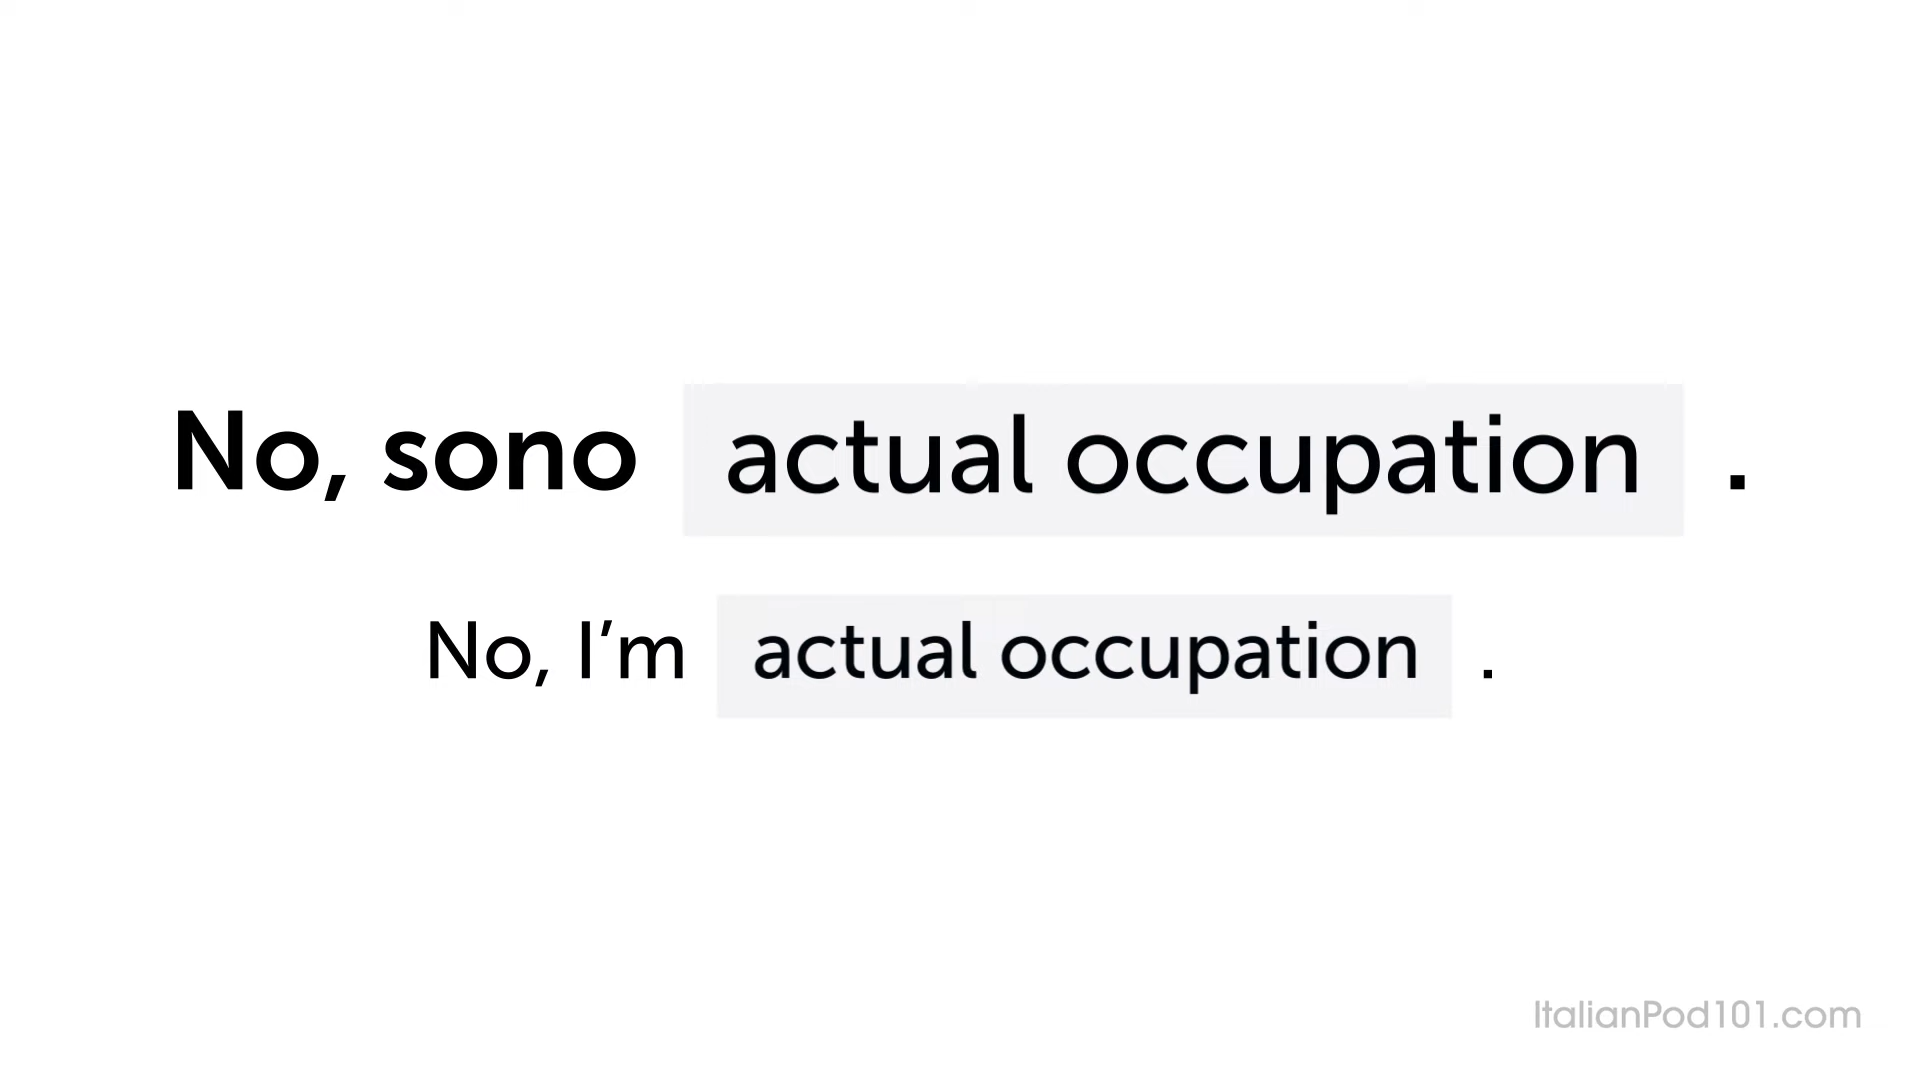 No, sono actual occupation .
No, I’m actual occupation .
ItalianPod101.com